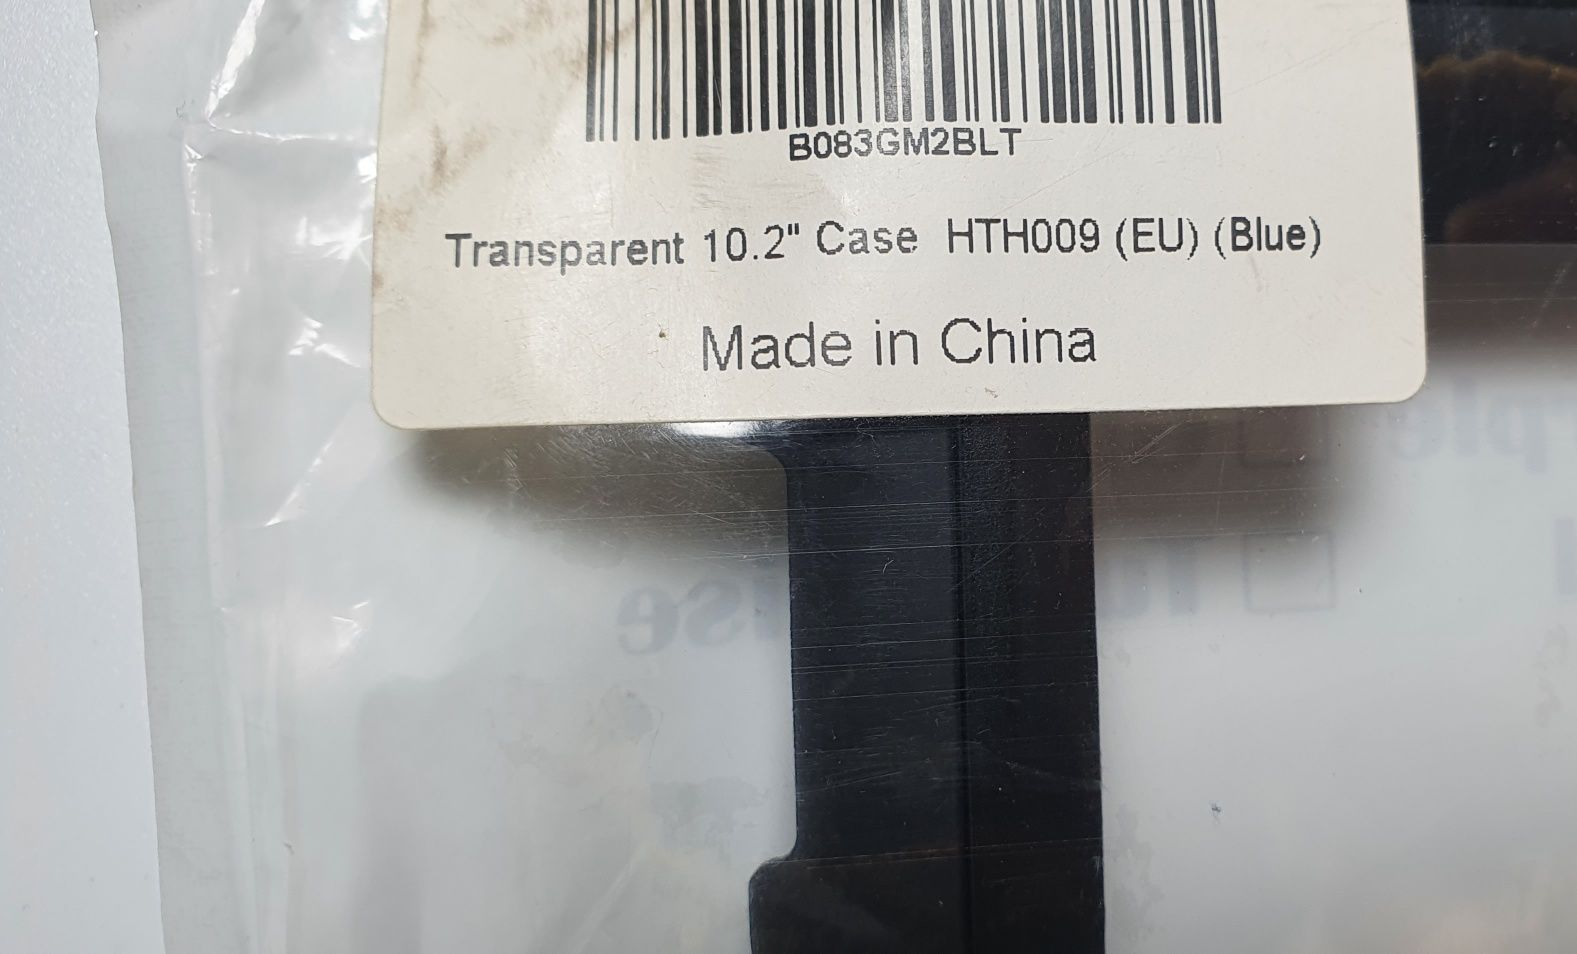 B083GM2BLT
Transparent 10.2" Case HTH009 (EU) (Blue)
Made in China